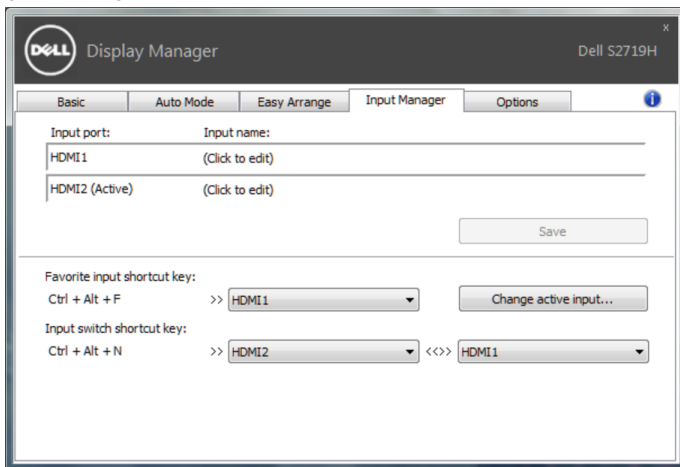 DELL Display Manager
x
Dell S2719H
Basic Auto Mode Easy Arrange Input Manager Options i
Input port: Input name:
HDMI1 (Click to edit)
HDMI2 (Active) (Click to edit)
Save
Favorite input shortcut key:
Ctrl + Alt + F >> HDMI1 Change active input...
Input switch shortcut key:
Ctrl + Alt + N >> HDMI2 <<>> HDMI1